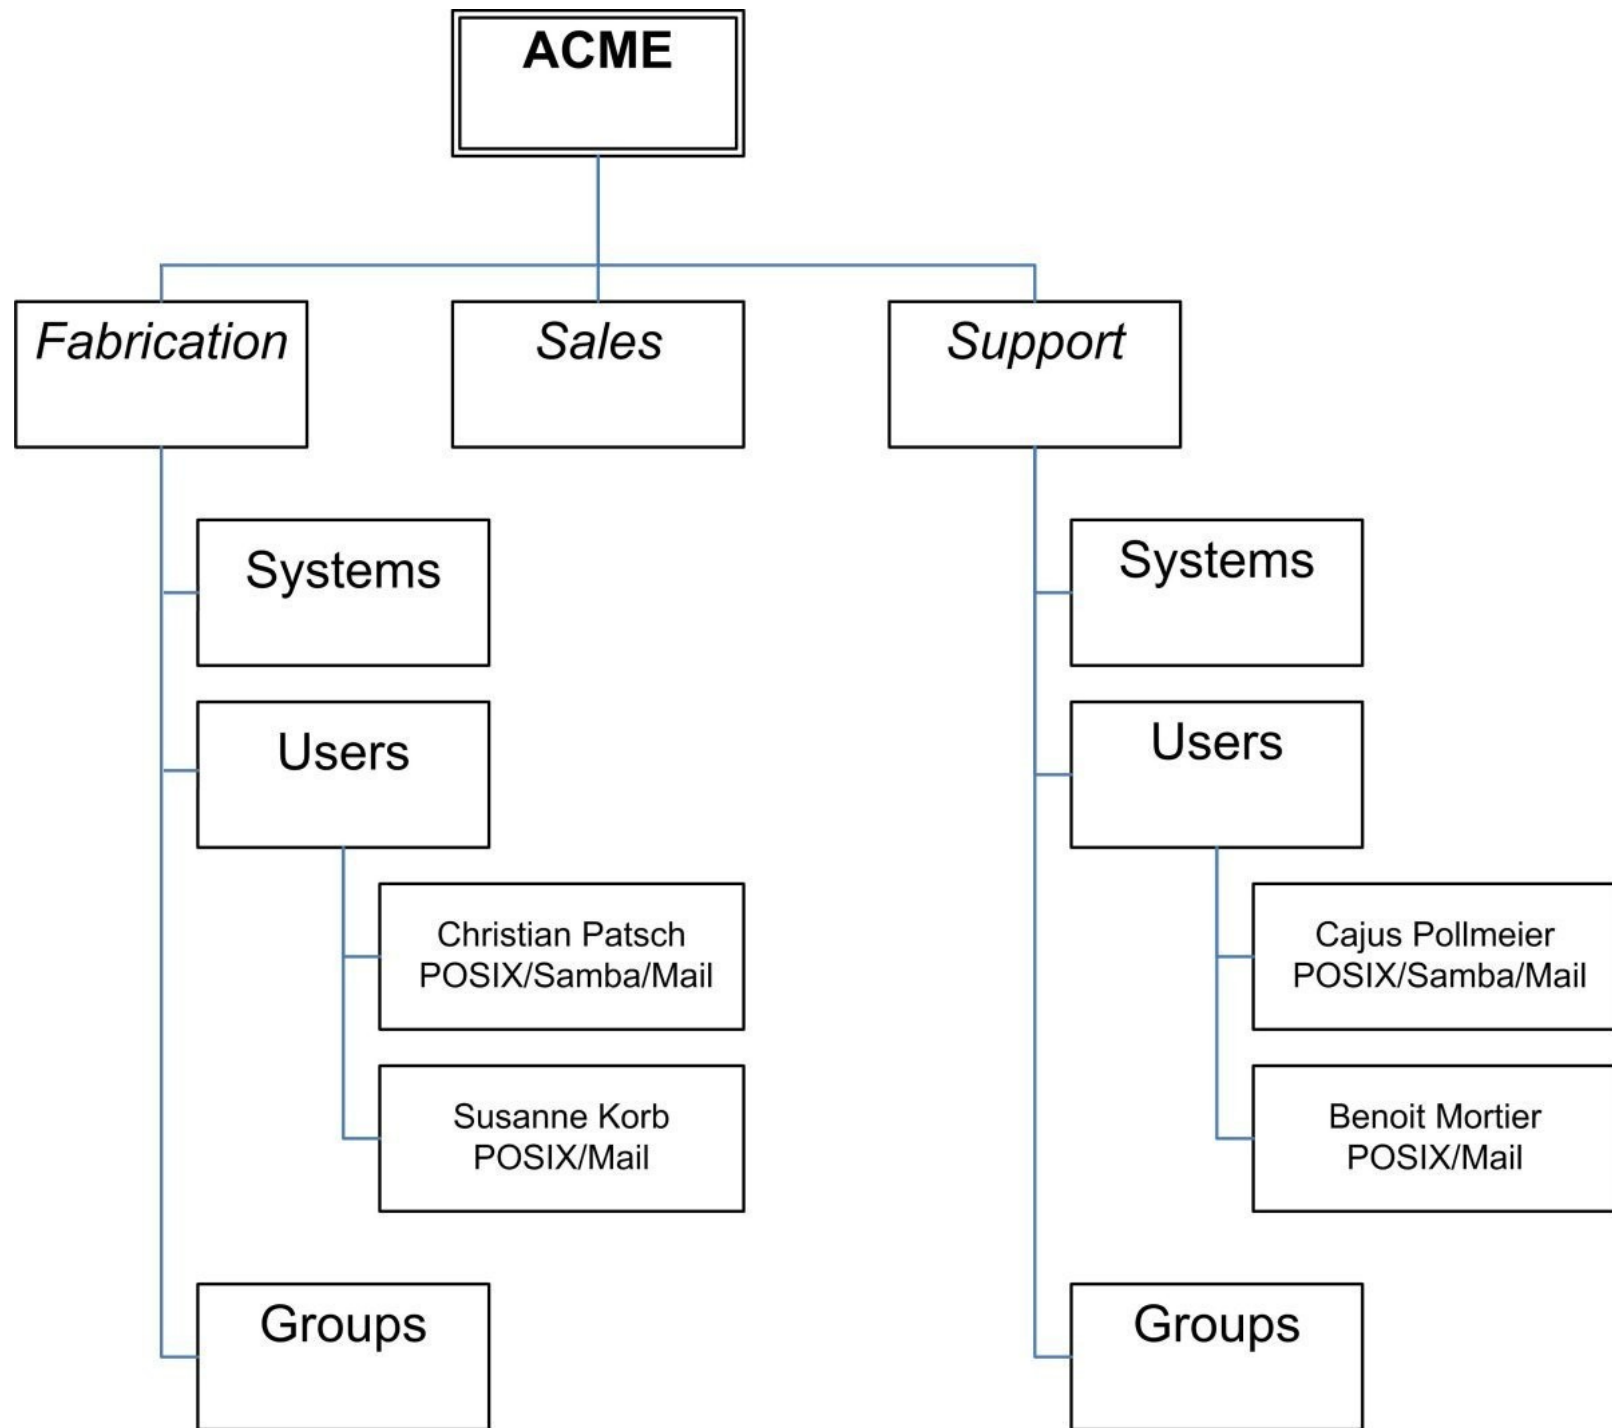 ACME
Fabrication
Sales
Support
Systems
Users
Christian Patsch
POSIX/Samba/Mail
Susanne Korb
POSIX/Mail
Groups
Systems
Users
Cajus Pollmeier
POSIX/Samba/Mail
Benoit Mortier
POSIX/Mail
Groups